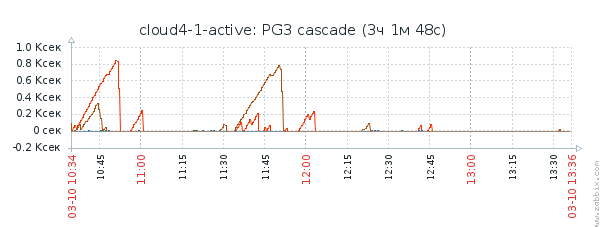 cloud4-1-active: PG3 cascade (3ч 1м 48с)
1.0 Ксек
0.8 Ксек
0.6 Ксек
0.4 Ксек
0.2 Ксек
0 сек
-0.2 Ксек
03-10 10:34
10:45
11:00
11:15
11:30
11:45
12:00
12:15
12:30
12:45
13:00
13:15
13:30
03-10 13:36
www.zabbix.com